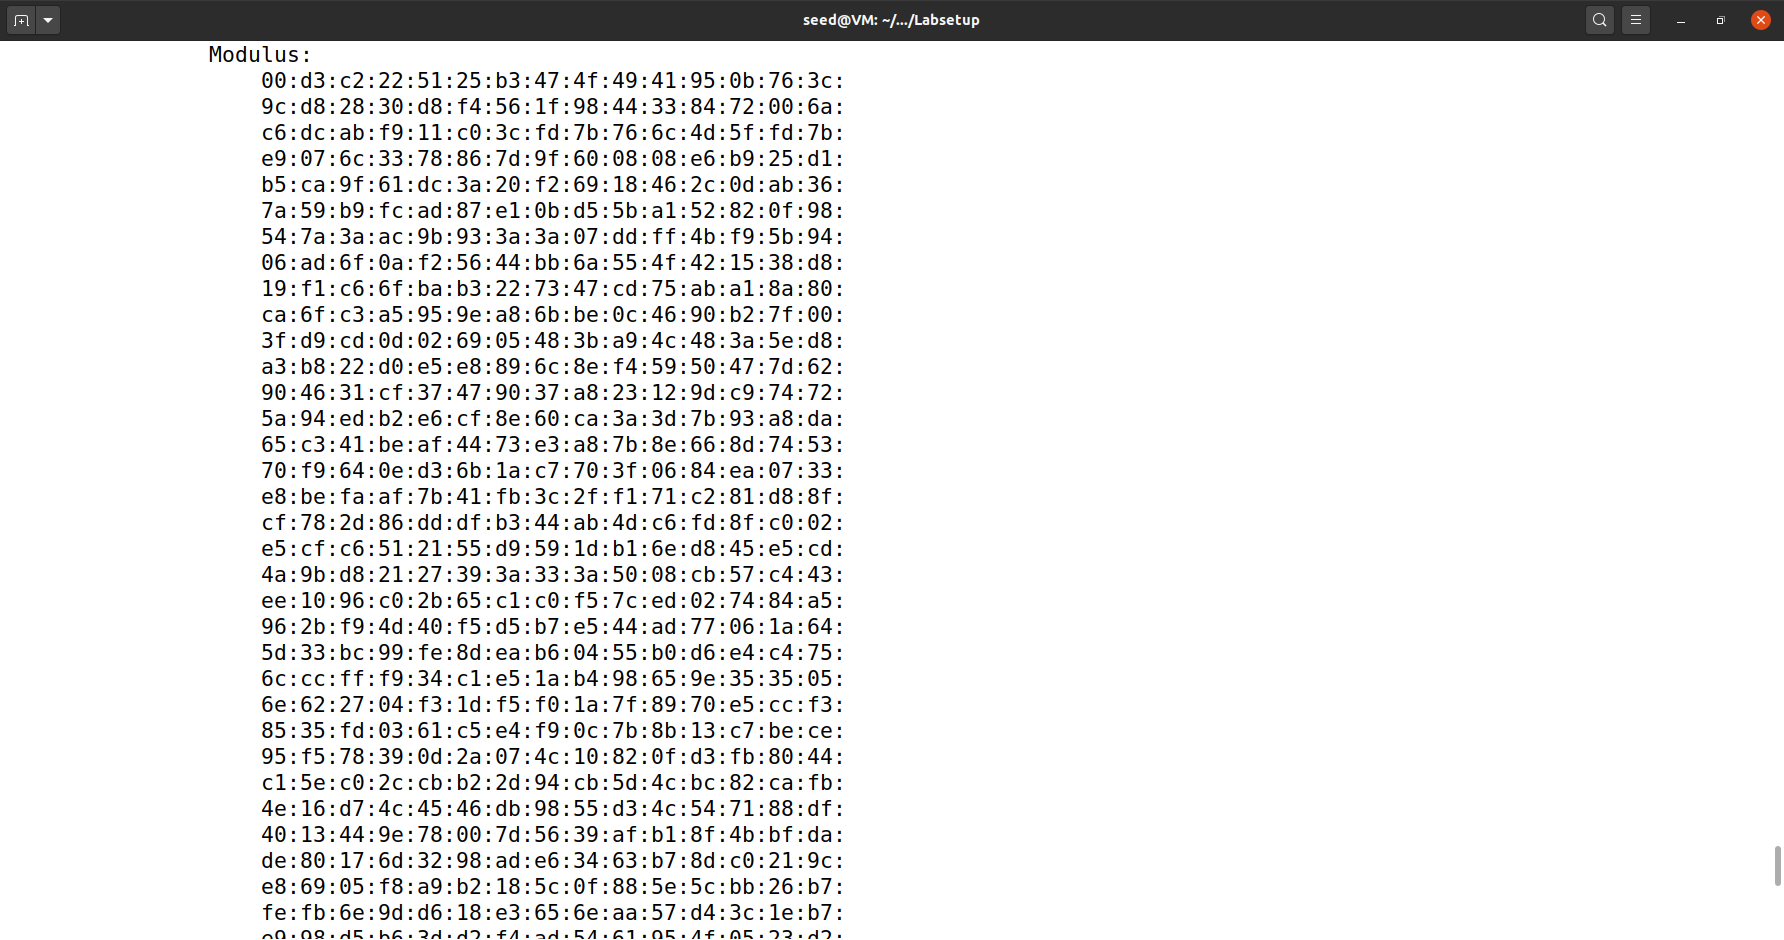 seed@VM: ~/.../Labsetup
Modulus:
00:d3:c2:22:51:25:b3:47:4f:49:41:95:0b:76:3c:
9c:d8:28:30:d8:f4:56:1f:98:44:33:84:72:00:6a:
c6:dc:ab:f9:11:c0:3c:fd:7b:76:6c:4d:5f:fd:7b:
e9:07:6c:33:78:86:7d:9f:60:08:08:e6:b9:25:d1:
b5:ca:9f:61:dc:3a:20:f2:69:18:46:2c:0d:ab:36:
7a:59:b9:fc:ad:87:e1:0b:d5:5b:a1:52:82:0f:98:
54:7a:3a:ac:9b:93:3a:3a:07:dd:ff:4b:f9:5b:94:
06:ad:6f:0a:f2:56:44:bb:6a:55:4f:42:15:38:d8:
19:f1:c6:6f:ba:b3:22:73:47:cd:75:ab:a1:8a:80:
ca:6f:c3:a5:95:9e:a8:6b:be:0c:46:90:b2:7f:00:
3f:d9:cd:0d:02:69:05:48:3b:a9:4c:48:3a:5e:d8:
a3:b8:22:d0:e5:e8:89:6c:8e:f4:59:50:47:7d:62:
90:46:31:cf:37:47:90:37:a8:23:12:9d:c9:74:72:
5a:94:ed:b2:e6:cf:8e:60:ca:3a:3d:7b:93:a8:da:
65:c3:41:be:af:44:73:e3:a8:7b:8e:66:8d:74:53:
70:f9:64:0e:d3:6b:1a:c7:70:3f:06:84:ea:07:33:
e8:be:fa:af:7b:41:fb:3c:2f:f1:71:c2:81:d8:8f:
cf:78:2d:86:dd:df:b3:44:ab:4d:c6:fd:8f:c0:02:
e5:cf:c6:51:21:55:d9:59:1d:b1:6e:d8:45:e5:cd:
4a:9b:d8:21:27:39:3a:33:3a:50:08:cb:57:c4:43:
ee:10:96:c0:2b:65:c1:c0:f5:7c:ed:02:74:84:a5:
96:2b:f9:4d:40:f5:d5:b7:e5:44:ad:77:06:1a:64:
5d:33:bc:99:fe:8d:ea:b6:04:55:b0:d6:e4:c4:75:
6c:cc:ff:f9:34:c1:e5:1a:b4:98:65:9e:35:35:05:
6e:62:27:04:f3:1d:f5:f0:1a:7f:89:70:e5:cc:f3:
85:35:fd:03:61:c5:e4:f9:0c:7b:8b:13:c7:be:ce:
95:f5:78:39:0d:2a:07:4c:10:82:0f:d3:fb:80:44:
c1:5e:c0:2c:cb:b2:2d:94:cb:5d:4c:bc:82:ca:fb:
4e:16:d7:4c:45:46:db:98:55:d3:4c:54:71:88:df:
40:13:44:9e:78:00:7d:56:39:af:b1:8f:4b:bf:da:
de:80:17:6d:32:98:ad:e6:34:63:b7:8d:c0:21:9c:
e8:69:05:f8:a9:b2:18:5c:0f:88:5e:5c:bb:26:b7:
fe:fb:6e:9d:d6:18:e3:65:6e:aa:57:d4:3c:1e:b7:
e9:98:d5:b6:3d:d2:f4:ad:54:61:95:4f:05:23:d2: